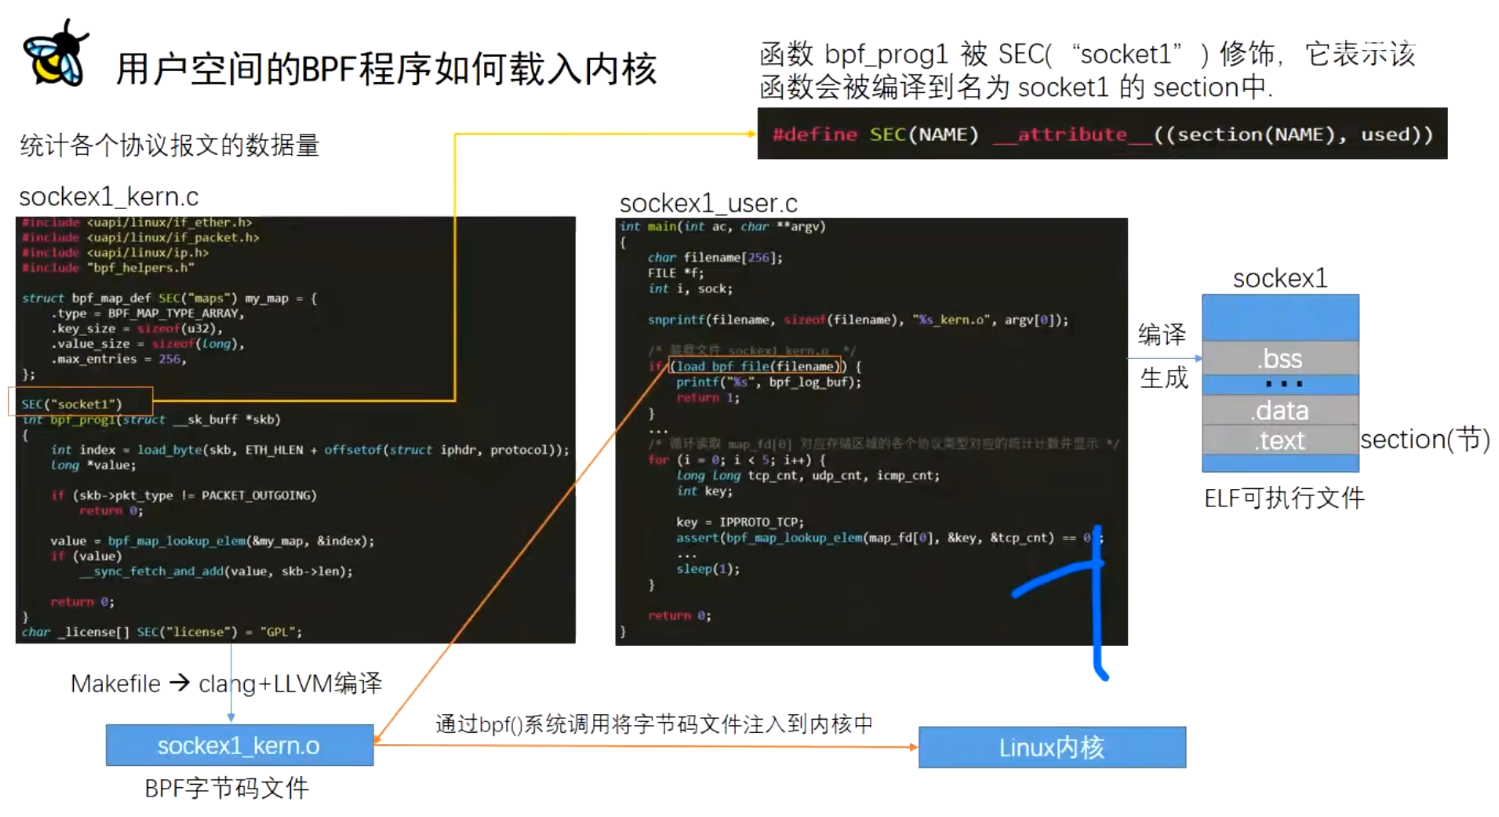 用户空间的BPF程序如何载入内核
函数 bpf_prog1 被 SEC( “socket1” ) 修饰，它表示该
函数会被编译到名为 socket1 的 section中.
#define SEC(NAME) __attribute__((section(NAME), used))
统计各个协议报文的数据量
sockex1_kern.c
#include <uapi/linux/if_ether.h>
#include <uapi/linux/if_packet.h>
#include <uapi/linux/ip.h>
#include "bpf_helpers.h"
struct bpf_map_def SEC("maps") my_map = {
.type = BPF_MAP_TYPE_ARRAY,
.key_size = sizeof(u32),
.value_size = sizeof(long),
.max_entries = 256,
};
SEC("socket1")
int bpf_prog1(struct __sk_buff *skb)
{
int index = load_byte(skb, ETH_HLEN + offsetof(struct iphdr, protocol));
long *value;
if (skb->pkt_type != PACKET_OUTGOING)
return 0;
value = bpf_map_lookup_elem(&my_map, &index);
if (value)
__sync_fetch_and_add(value, skb->len);
return 0;
}
char _license[] SEC("license") = "GPL";
Makefile → clang+LLVM编译
sockex1_kern.o
BPF字节码文件
sockex1_user.c
int main(int ac, char **argv)
{
char filename[256];
FILE *f;
int i, sock;
snprintf(filename, sizeof(filename), "%s_kern.o", argv[0]);
/* 装载文件 sockex1_kern.o */
if (load_bpf_file(filename)) {
printf("%s", bpf_log_buf);
return 1;
}
...
/* 循环读取 map_fd[0] 对应存储区域的各个协议类型对应的统计计数并显示 */
for (i = 0; i < 5; i++) {
long long tcp_cnt, udp_cnt, icmp_cnt;
int key;
key = IPPROTO_TCP;
assert(bpf_map_lookup_elem(map_fd[0], &key, &tcp_cnt) == 0);
...
sleep(1);
}
return 0;
}
通过bpf()系统调用将字节码文件注入到内核中
Linux内核
编译
生成
sockex1
.bss
...
.data
.text
section(节)
ELF可执行文件